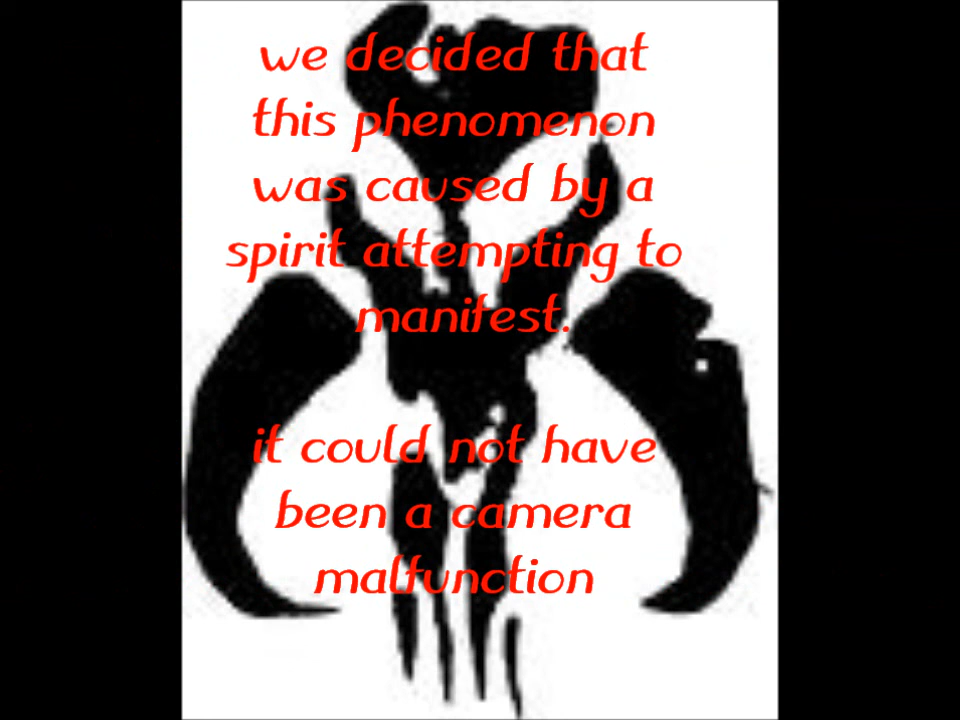 we decided that
this phenomenon
was caused by a
spirit attempting to
manifest.
it could not have
been a camera
malfunction